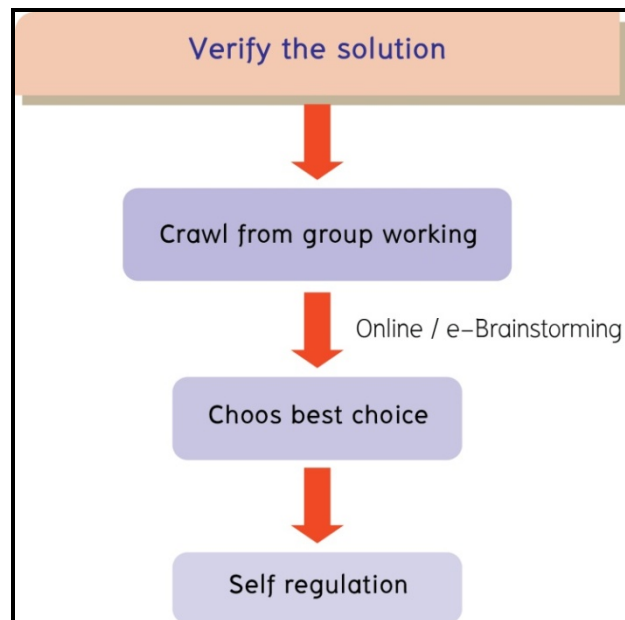 Verify the solution
Crawl from group working
Online / e-Brainstorming
Choos best choice
Self regulation